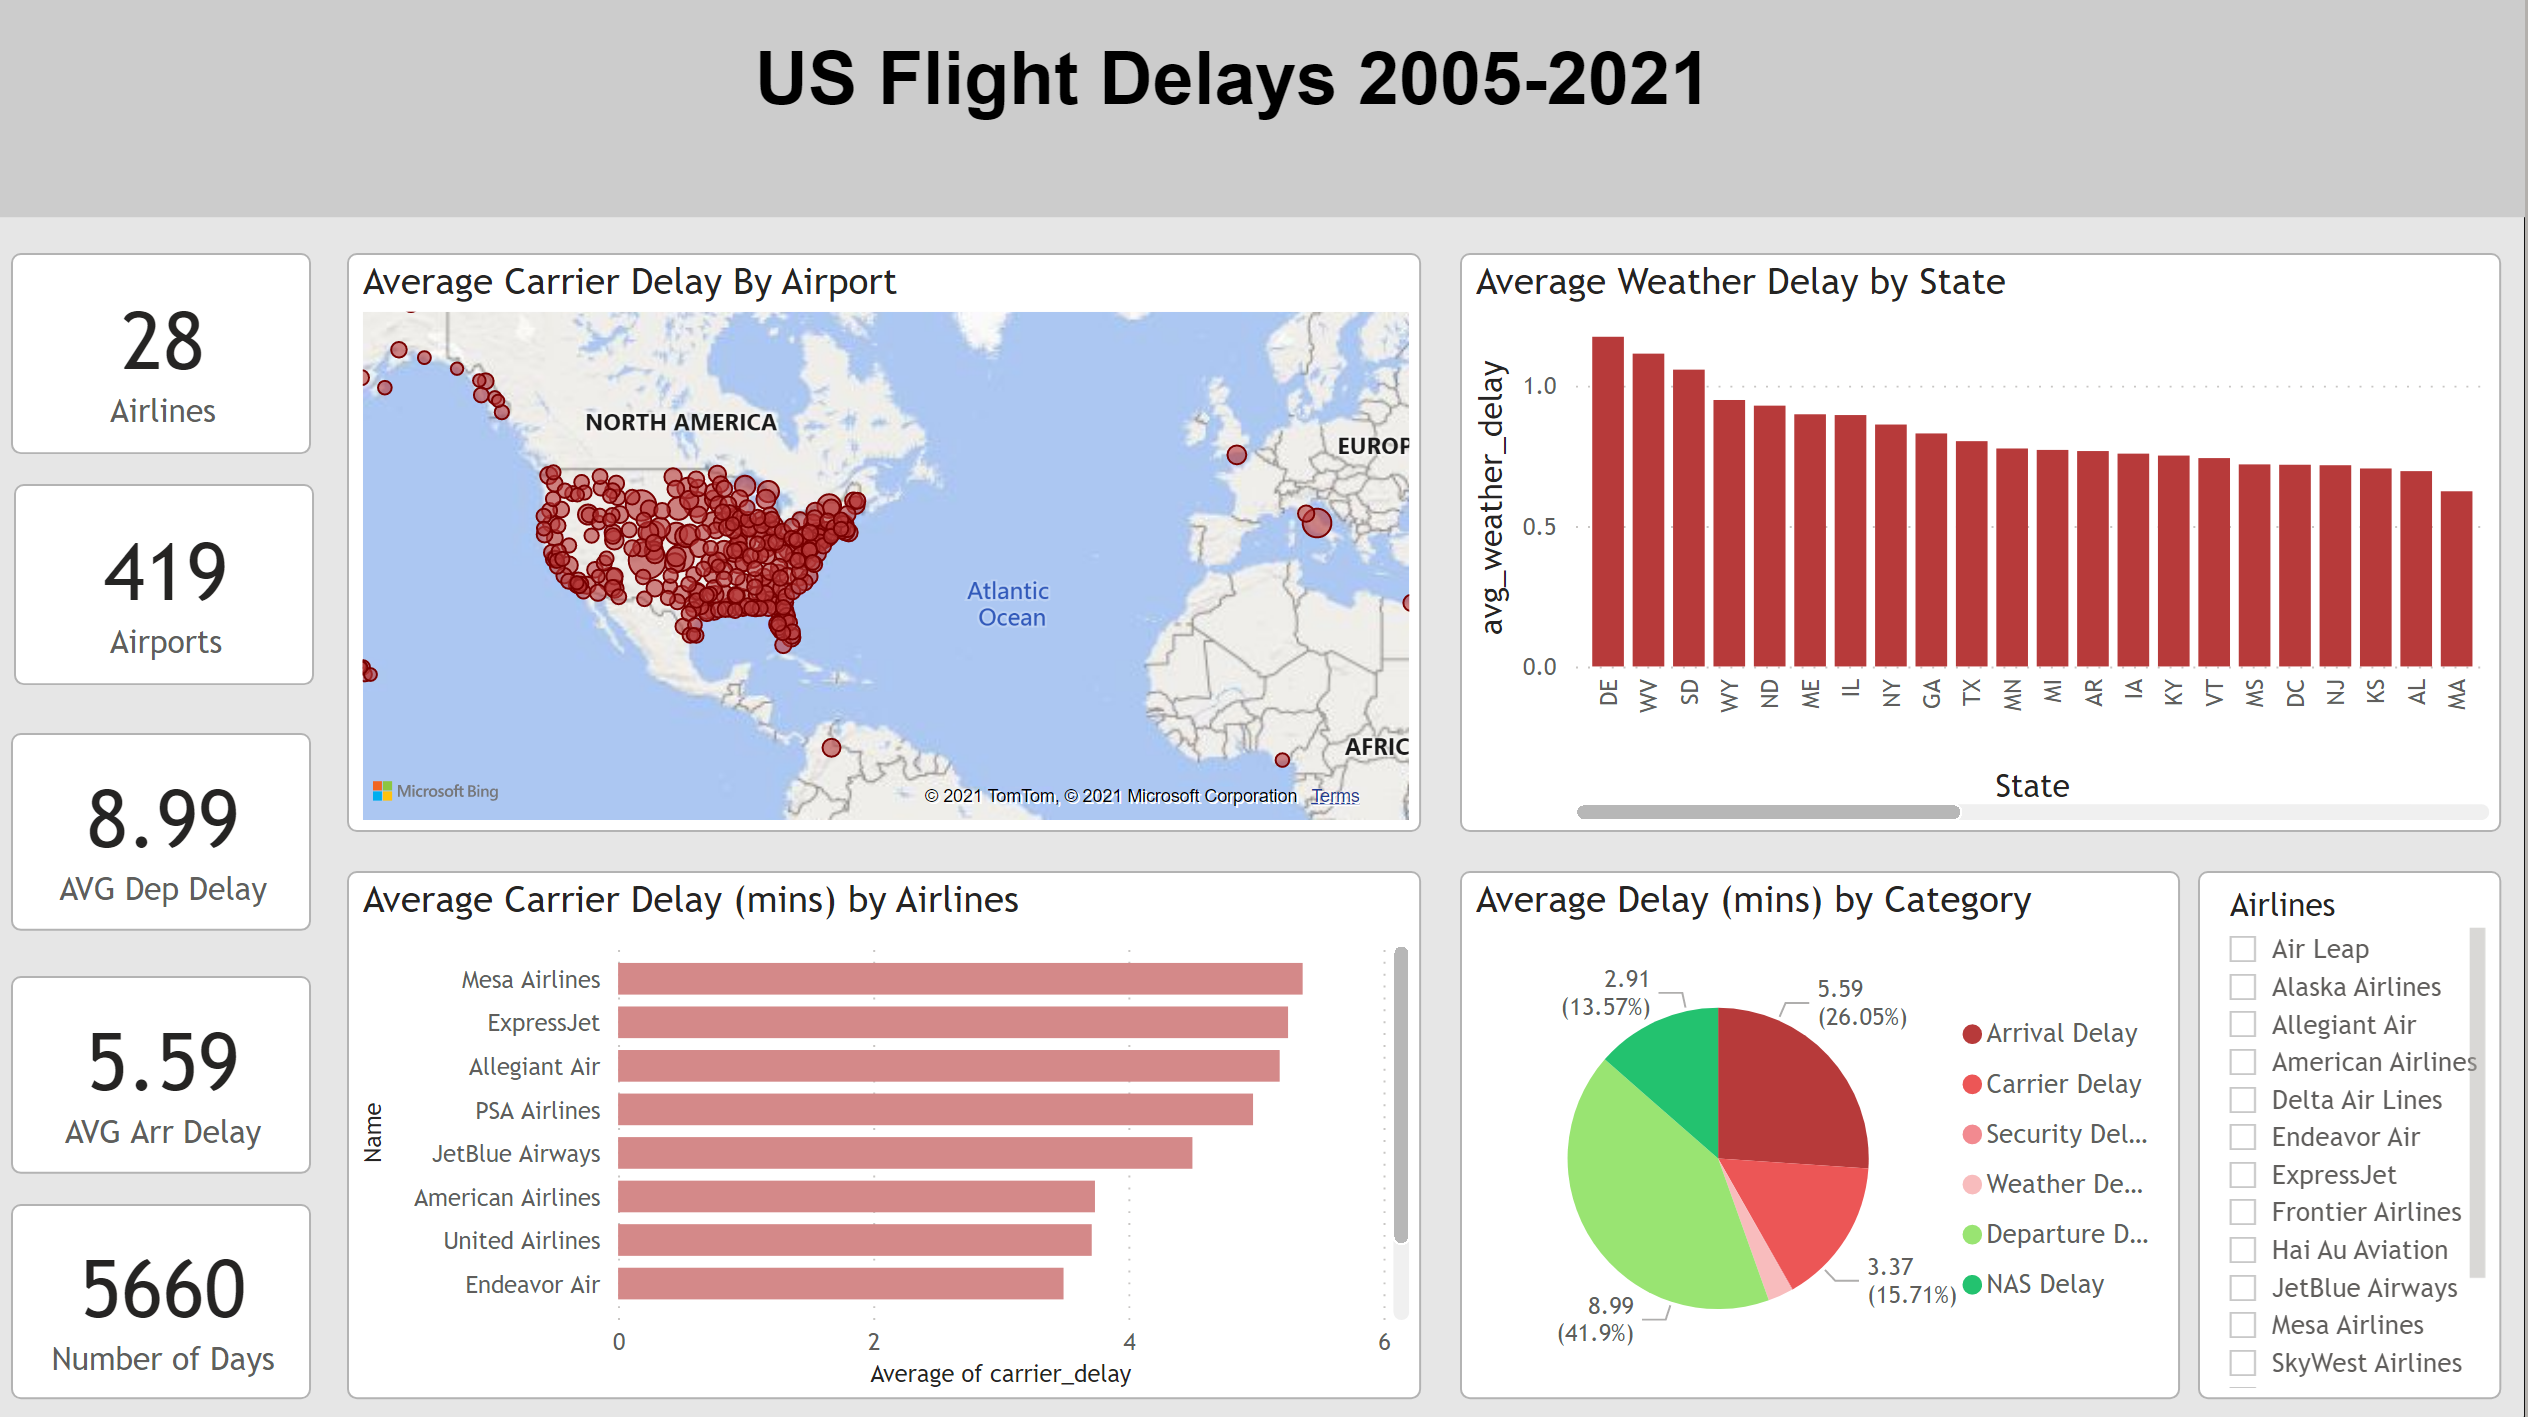 US Flight Delays 2005-2021
28
Airlines
419
Airports
8.99
AVG Dep Delay
5.59
AVG Arr Delay
5660
Number of Days
Average Carrier Delay By Airport
NORTH AMERICA
EUROP
Atlantic
Ocean
AFRIC
Microsoft Bing
© 2021 TomTom, © 2021 Microsoft Corporation Terms
Average Weather Delay by State
avg_weather_delay
1.0
0.5
0.0
DE WV SD WY ND ME IL NY GA TX MN MI AR IA KY VT MS DC NJ KS AL MA
State
Average Carrier Delay (mins) by Airlines
Name
Mesa Airlines
ExpressJet
Allegiant Air
PSA Airlines
JetBlue Airways
American Airlines
United Airlines
Endeavor Air
0 2 4 6
Average of carrier_delay
Average Delay (mins) by Category
2.91
(13.57%)
5.59
(26.05%)
3.37
(15.71%)
8.99
(41.9%)
Arrival Delay
Carrier Delay
Security Del...
Weather De...
Departure D...
NAS Delay
Airlines
Air Leap
Alaska Airlines
Allegiant Air
American Airlines
Delta Air Lines
Endeavor Air
ExpressJet
Frontier Airlines
Hai Au Aviation
JetBlue Airways
Mesa Airlines
SkyWest Airlines